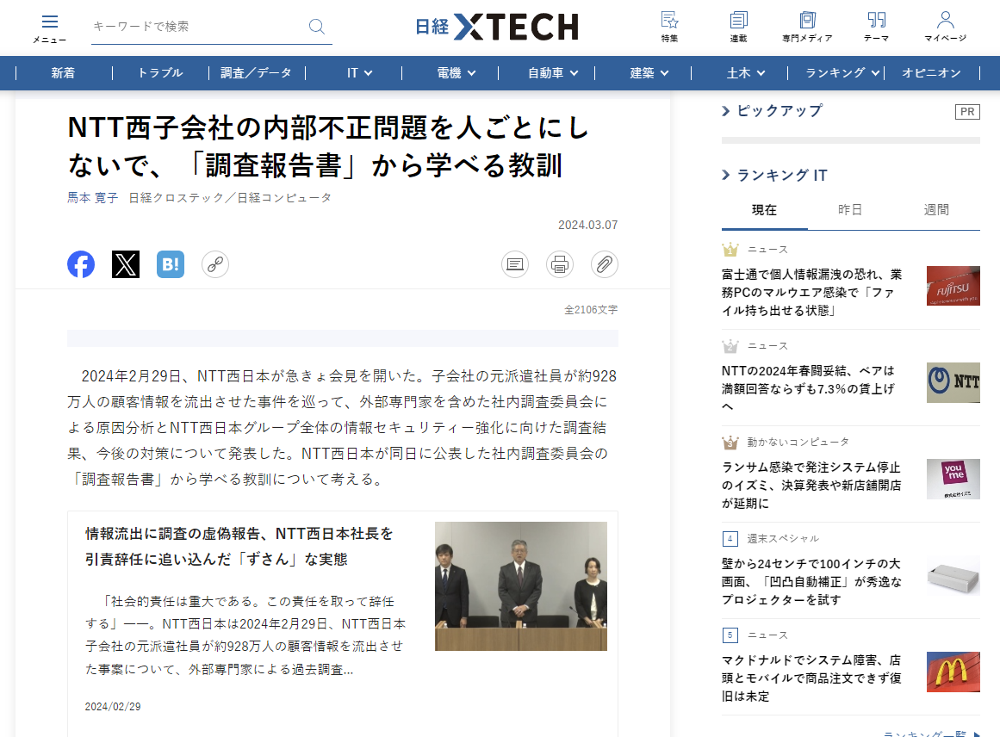 メニュー
キーワードで検索
日経 XTECH
特集
連載
専門メディア
テーマ
マイページ
新着
トラブル
調査／データ
IT
電機
自動車
建築
土木
ランキング
オピニオン
NTT西子会社の内部不正問題を人ごとにし
ないで、「調査報告書」から学べる教訓
馬本 寛子 日経クロステック／日経コンピュータ
2024.03.07
B!
全2106文字
2024年2月29日、NTT西日本が急きょ会見を開いた。子会社の元派遣社員が約928
万人の顧客情報を流出させた事件を巡って、外部専門家を含めた社内調査委員会に
よる原因分析とNTT西日本グループ全体の情報セキュリティー強化に向けた調査結
果、今後の対策について発表した。NTT西日本が同日に公表した社内調査委員会の
「調査報告書」から学べる教訓について考える。
情報流出に調査の虚偽報告、NTT西日本社長を
引責辞任に追い込んだ「ずさん」な実態
「社会的責任は重大である。この責任を取って辞任
する」――。NTT西日本は2024年2月29日、NTT西日本
子会社の元派遣社員が約928万人の顧客情報を流出させ
た事案について、外部専門家による過去調査...
2024/02/29
ピックアップ
PR
ランキング IT
現在
昨日
週間
1
ニュース
富士通で個人情報漏洩の恐れ、業
務PCのマルウエア感染で「ファ
イル持ち出せる状態」
FUJITSU
2
ニュース
NTTの2024年春闘妥結、ベアは
満額回答ならずも7.3％の賃上げ
へ
NTT
3
動かないコンピュータ
ランサム感染で発注システム停止
のイズミ、決算発表や新店舗開店
が延期に
you
me
株式会社イズミ
4
週末スペシャル
壁から24センチで100インチの大
画面、「凹凸自動補正」が秀逸な
プロジェクターを試す
5
ニュース
マクドナルドでシステム障害、店
頭とモバイルで商品注文できず復
旧は未定
ランキング一覧